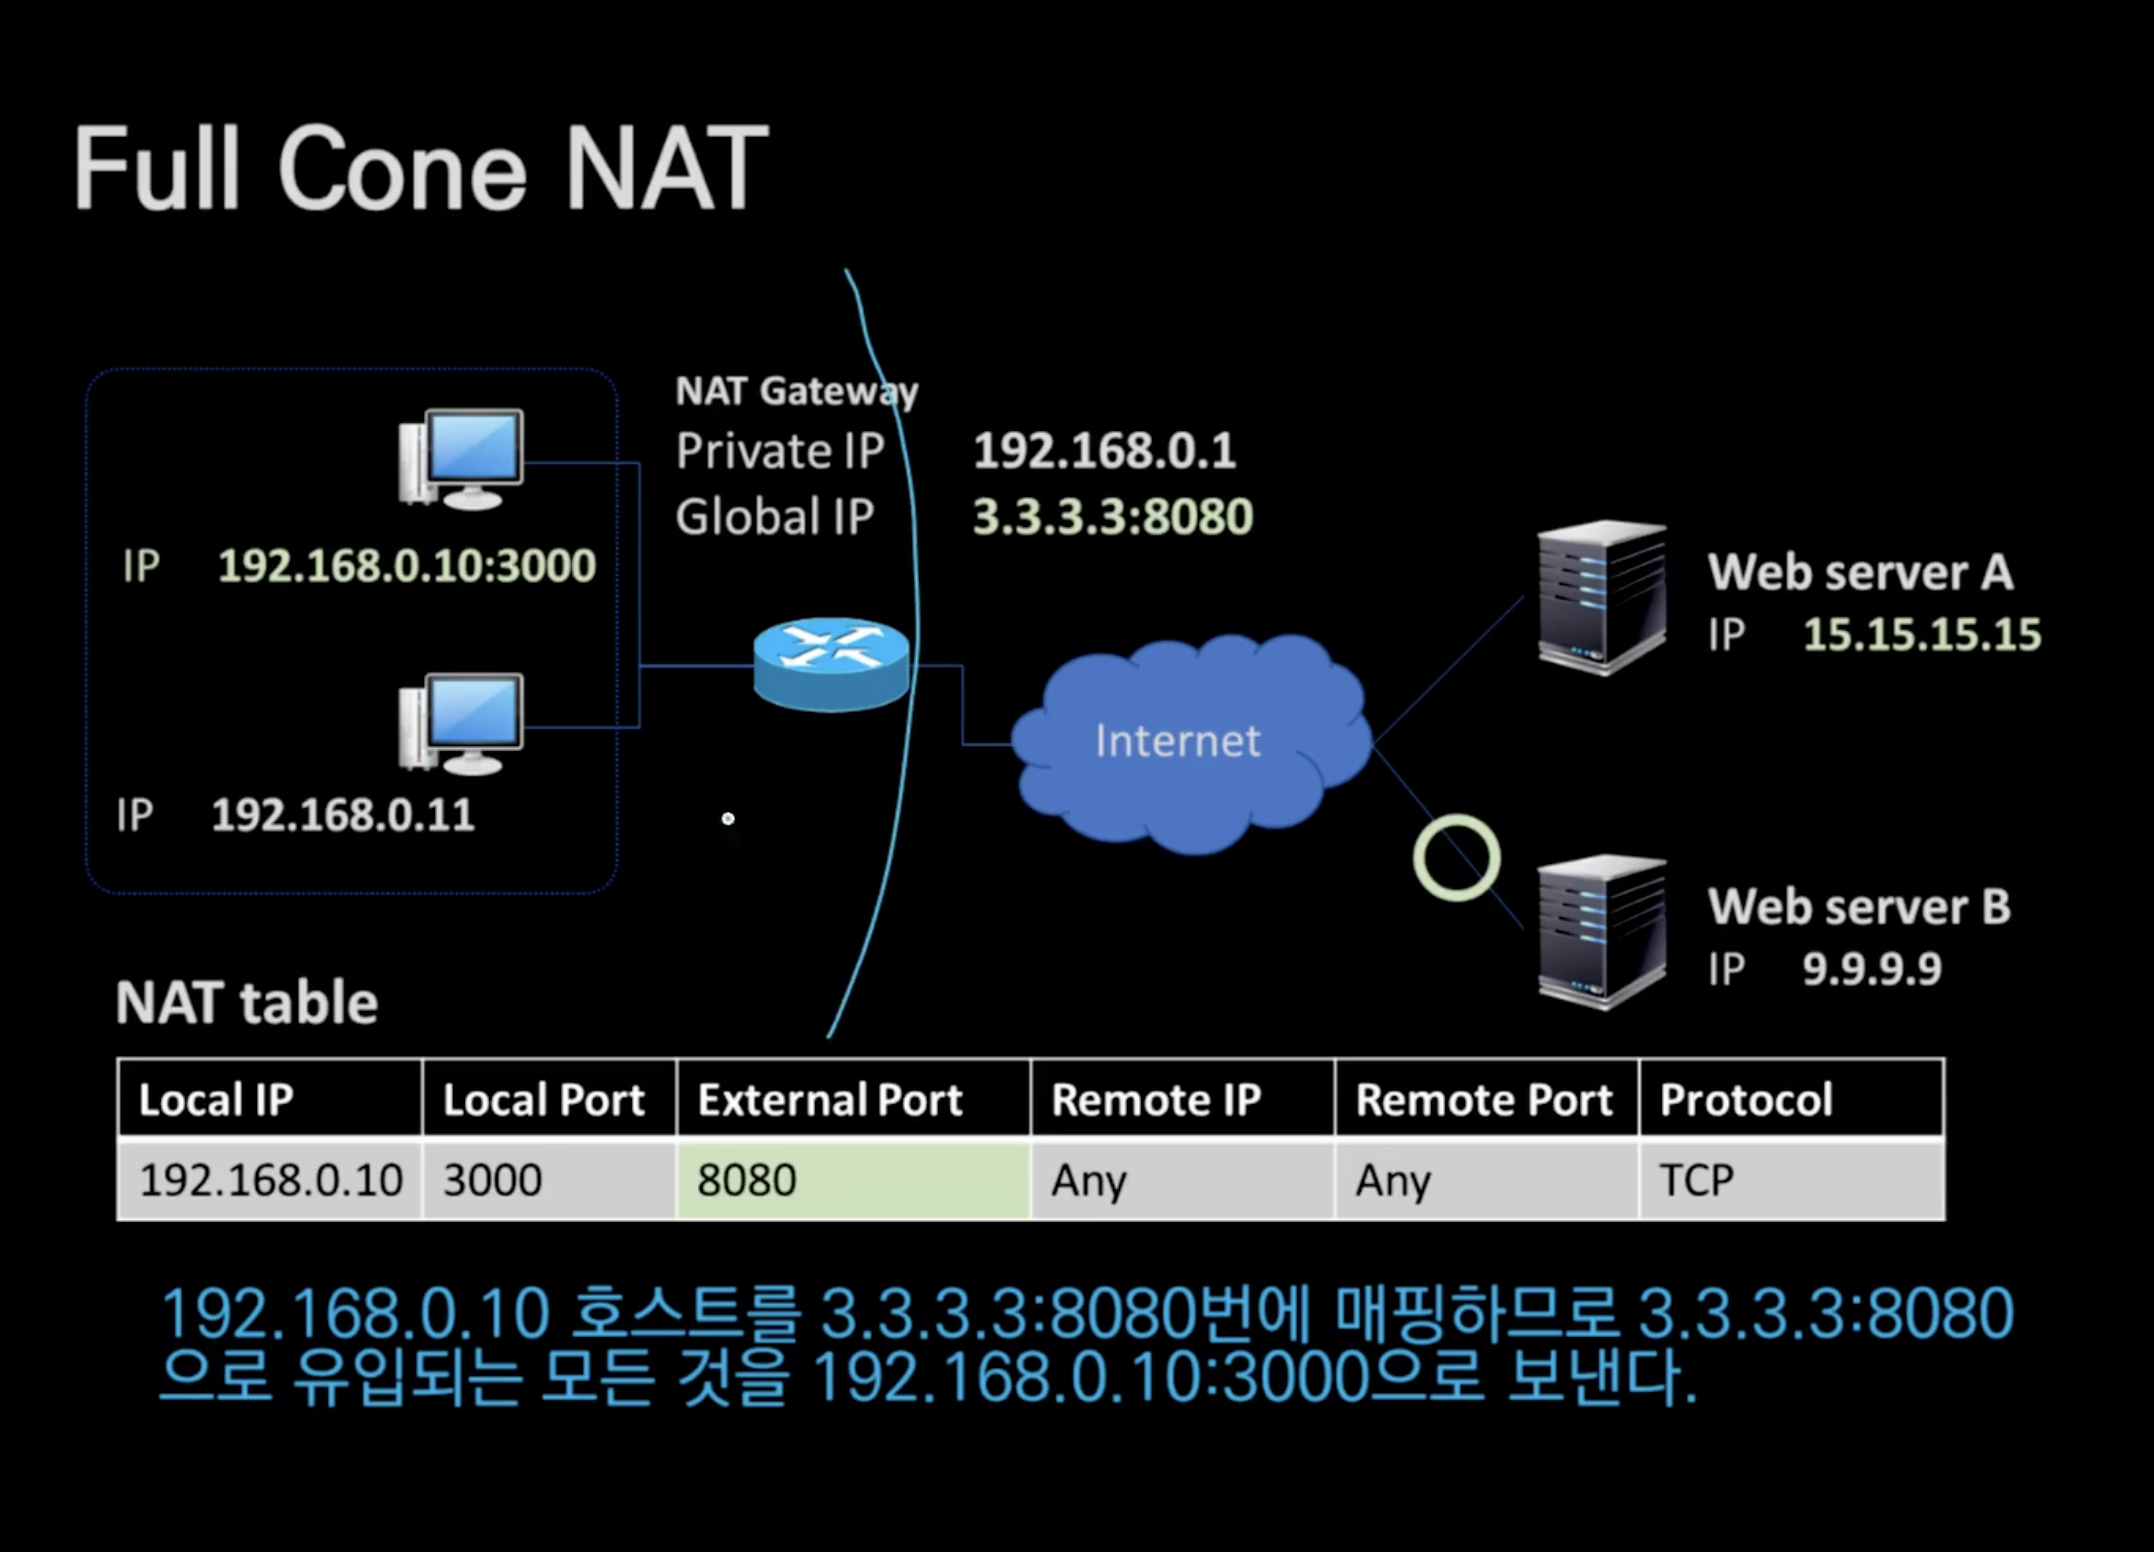 Full Cone NAT
NAT Gateway
Private IP 192.168.0.1
Global IP 3.3.3.3:8080
IP 192.168.0.10:3000
IP 192.168.0.11
Internet
Web server A
IP 15.15.15.15
Web server B
IP 9.9.9.9
NAT table
Local IP Local Port External Port Remote IP Remote Port Protocol
192.168.0.10 3000 8080 Any Any TCP
192.168.0.10 호스트를 3.3.3.3:8080번에 매핑하므로 3.3.3.3:8080
으로 유입되는 모든 것을 192.168.0.10:3000으로 보낸다.